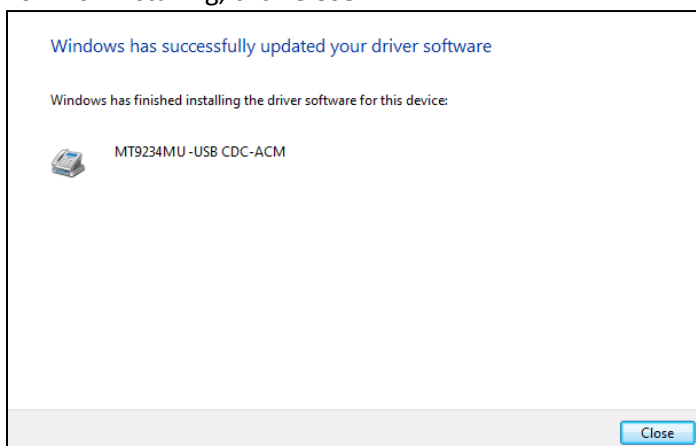 Windows has successfully updated your driver software
Windows has finished installing the driver software for this device:
MT9234MU -USB CDC-ACM
Close